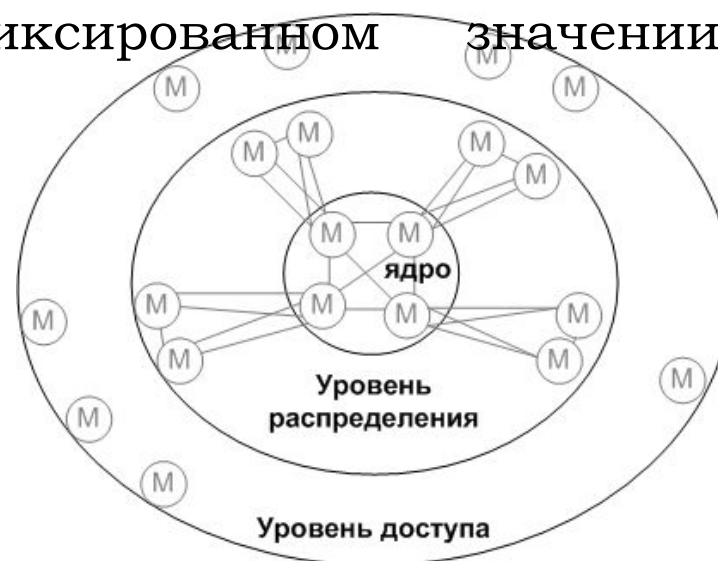 иксированном значении
М М М М
М М М М
М М
ядро
М М М М
М М М М
Уровень
распределения
М
М
М
Уровень доступа